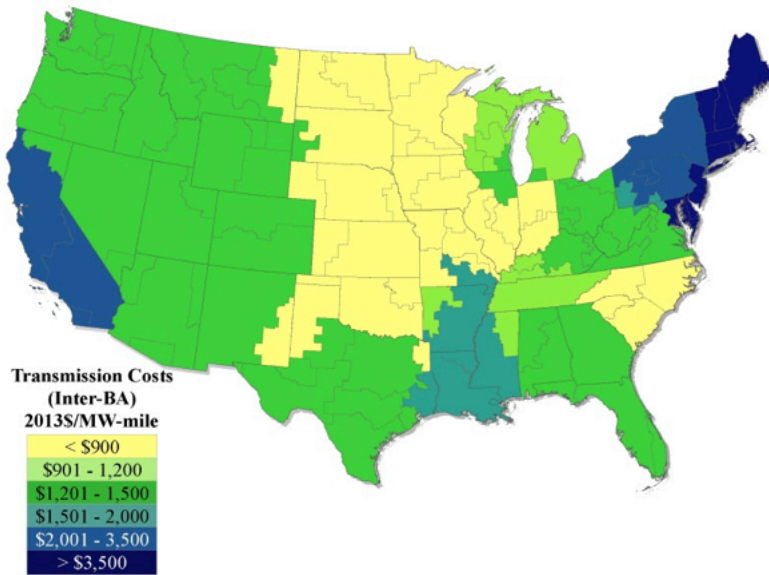 Transmission Costs
(Inter-BA)
2013$/MW-mile
< $900
$901 - 1,200
$1,201 - 1,500
$1,501 - 2,000
$2,001 - 3,500
> $3,500